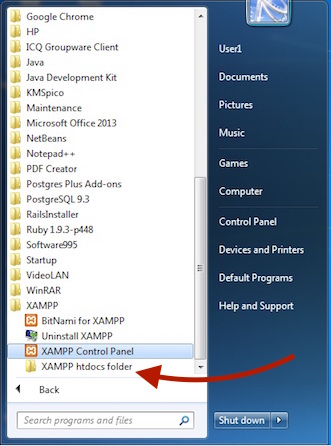 Google Chrome
HP
ICQ Groupware Client
Java
Java Development Kit
KMSpico
Maintenance
Microsoft Office 2013
NetBeans
Notepad++
PDF Creator
Postgres Plus Add-ons
PostgreSQL 9.3
RailsInstaller
Ruby 1.9.3-p448
Software995
Startup
VideoLAN
WinRAR
XAMPP
BitNami for XAMPP
Uninstall XAMPP
XAMPP Control Panel
XAMPP htdocs folder
Back
Search programs and files
User1
Documents
Pictures
Music
Games
Computer
Control Panel
Devices and Printers
Default Programs
Help and Support
Shut down